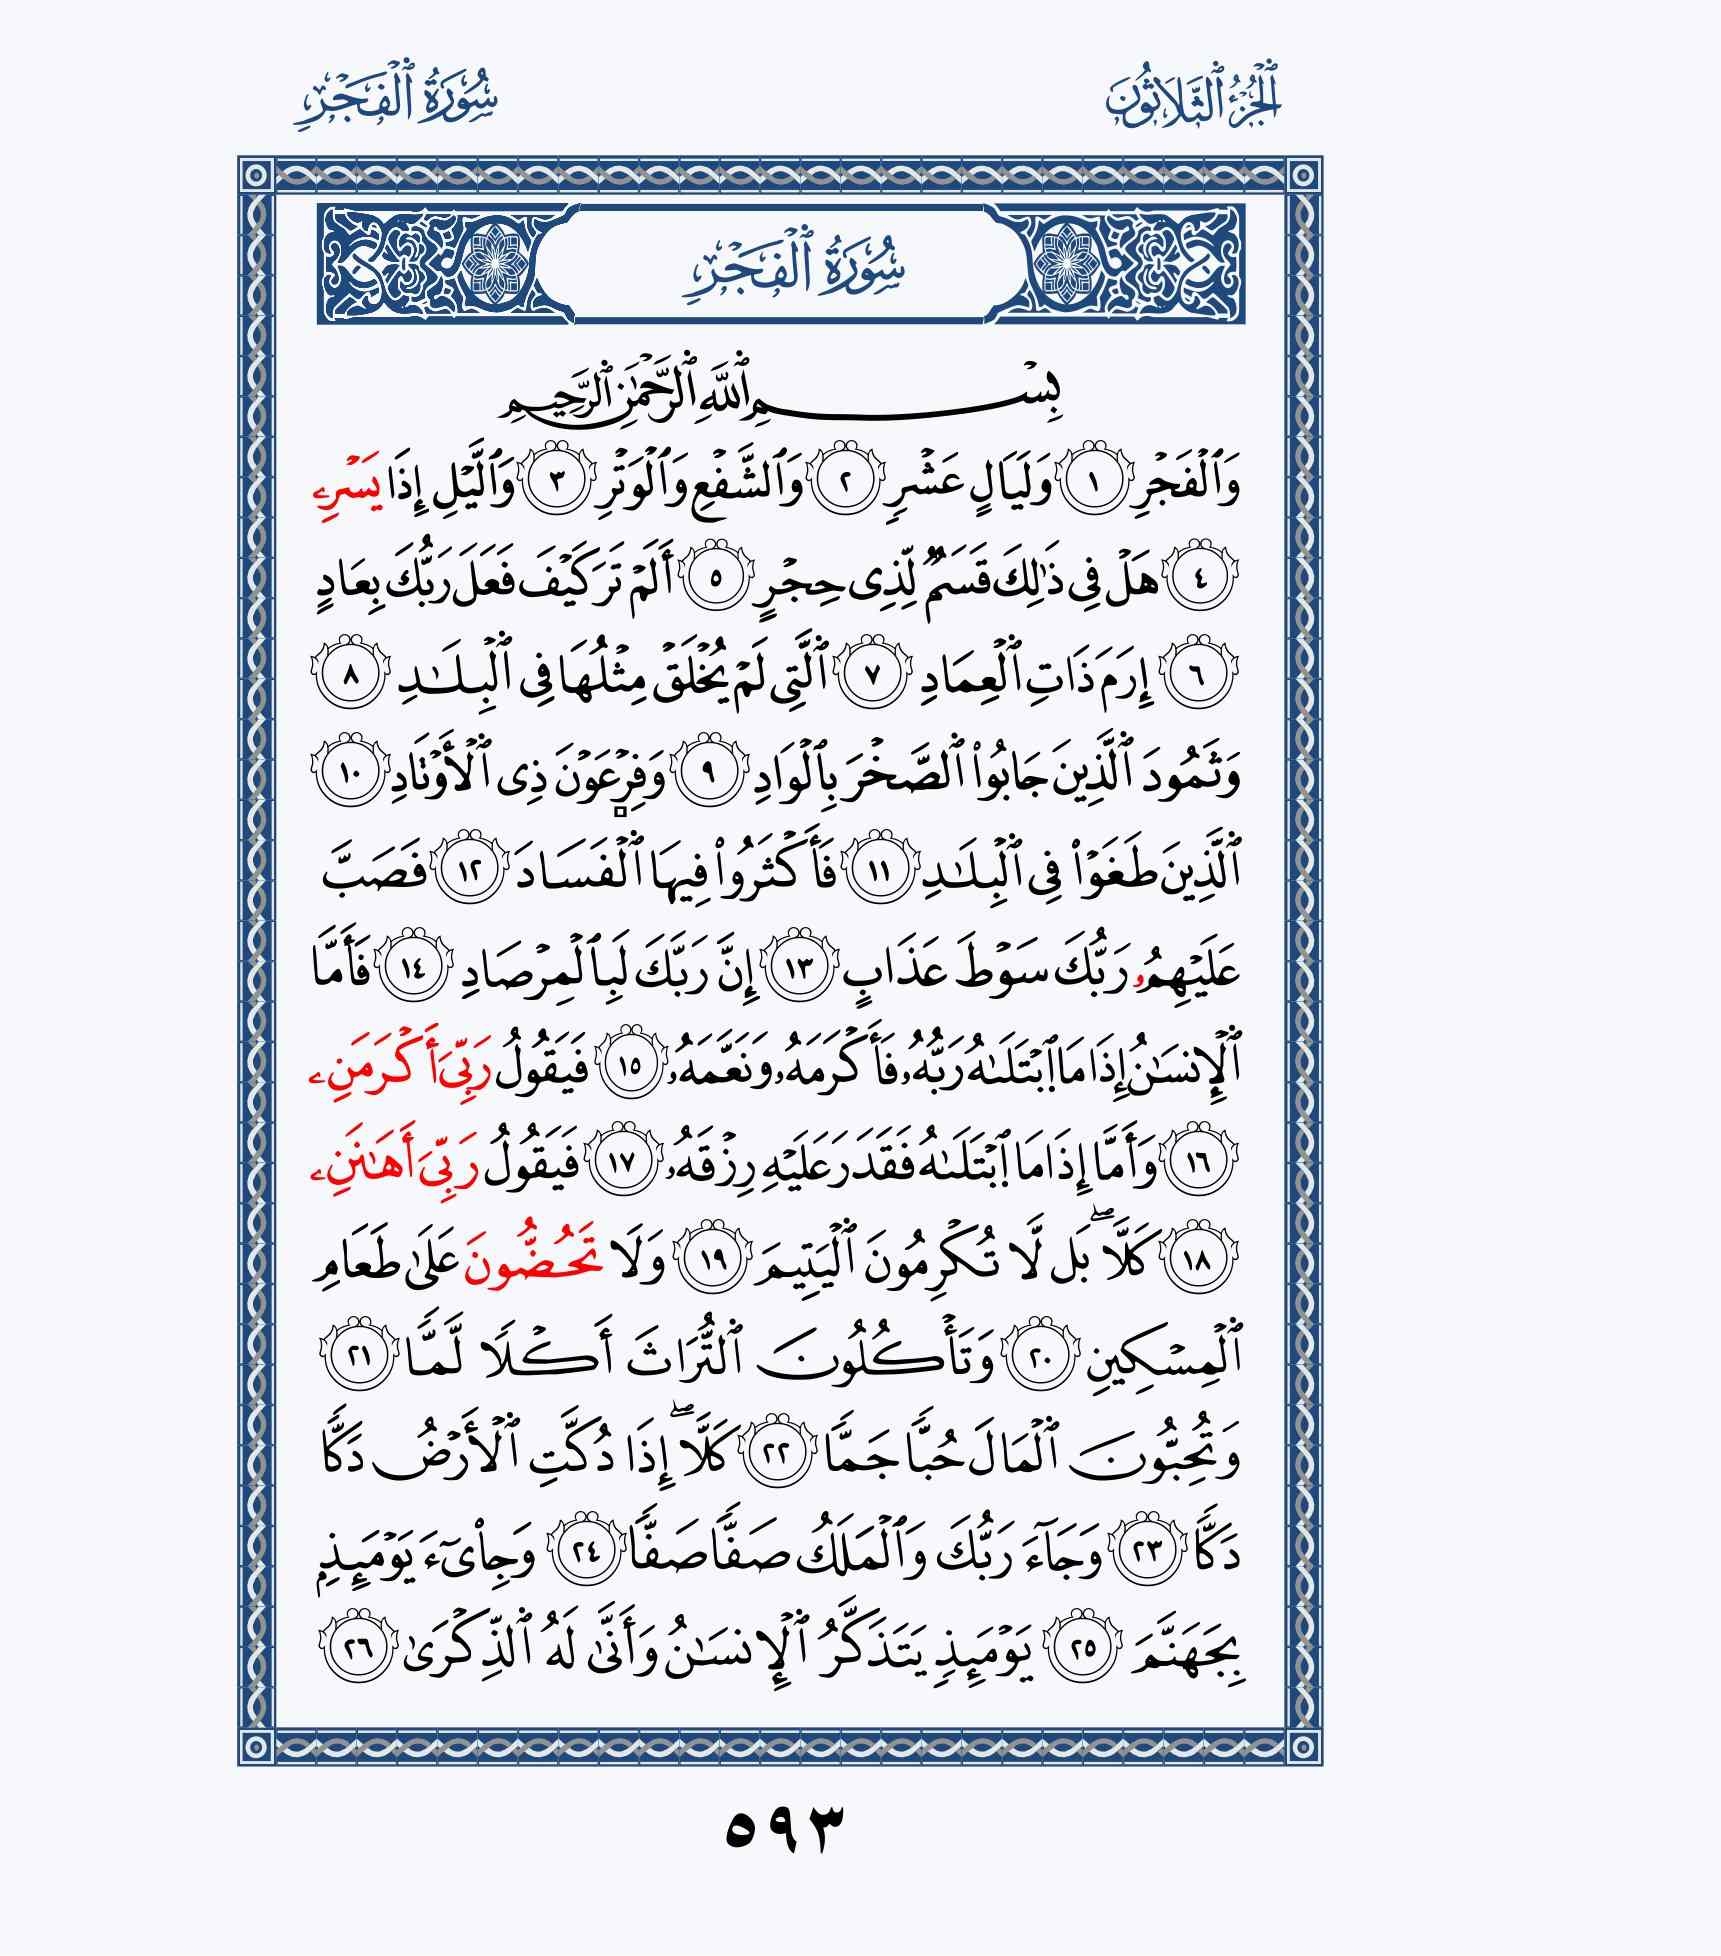 ٱلْجُزْءُ ٱلثَّلَاثُونَ
سُورَةُ ٱلْفَجْرِ
سُورَةُ ٱلْفَجْرِ
بِسْمِ ٱللَّهِ ٱلرَّحْمَٰنِ ٱلرَّحِيمِ
وَٱلْفَجْرِ ١ وَلَيَالٍ عَشْرٍ ٢ وَٱلشَّفْعِ وَٱلْوَتْرِ ٣ وَٱلَّيْلِ إِذَا يَسْرِۦ
٤ هَلْ فِى ذَٰلِكَ قَسَمٌ لِّذِى حِجْرٍ ٥ أَلَمْ تَرَ كَيْفَ فَعَلَ رَبُّكَ بِعَادٍ
٦ إِرَمَ ذَاتِ ٱلْعِمَادِ ٧ ٱلَّتِى لَمْ يُخْلَقْ مِثْلُهَا فِى ٱلْبِلَٰدِ ٨
وَثَمُودَ ٱلَّذِينَ جَابُوا۟ ٱلصَّخْرَ بِٱلْوَادِ ٩ وَفِرْعَوْنَ ذِى ٱلْأَوْتَادِ ١٠
ٱلَّذِينَ طَغَوْا۟ فِى ٱلْبِلَٰدِ ١١ فَأَكْثَرُوا۟ فِيهَا ٱلْفَسَادَ ١٢ فَصَبَّ
عَلَيْهِمُۥ رَبُّكَ سَوْطَ عَذَابٍ ١٣ إِنَّ رَبَّكَ لَبِٱلْمِرْصَادِ ١٤ فَأَمَّا
ٱلْإِنسَٰنُ إِذَا مَا ٱبْتَلَىٰهُ رَبُّهُۥ فَأَكْرَمَهُۥ وَنَعَّمَهُۥ ١٥ فَيَقُولُ رَبِّىَ أَكْرَمَنِۦ
١٦ وَأَمَّا إِذَا مَا ٱبْتَلَىٰهُ فَقَدَرَ عَلَيْهِ رِزْقَهُۥ ١٧ فَيَقُولُ رَبِّىَ أَهَٰنَنِۦ
١٨ كَلَّاۖ بَل لَّا تُكْرِمُونَ ٱلْيَتِيمَ ١٩ وَلَا تَحُضُّونَ عَلَىٰ طَعَامِ
ٱلْمِسْكِينِ ٢٠ وَتَأْكُلُونَ ٱلتُّرَاثَ أَكْلًا لَّمًّا ٢١
وَتُحِبُّونَ ٱلْمَالَ حُبًّا جَمًّا ٢٢ كَلَّاۖ إِذَا دُكَّتِ ٱلْأَرْضُ دَكًّا
دَكًّا ٢٣ وَجَآءَ رَبُّكَ وَٱلْمَلَكُ صَفًّا صَفًّا ٢٤ وَجِا۟ىٓءَ يَوْمَئِذٍۭ
بِجَهَنَّمَ ٢٥ يَوْمَئِذٍ يَتَذَكَّرُ ٱلْإِنسَٰنُ وَأَنَّىٰ لَهُ ٱلذِّكْرَىٰ ٢٦
٥٩٣